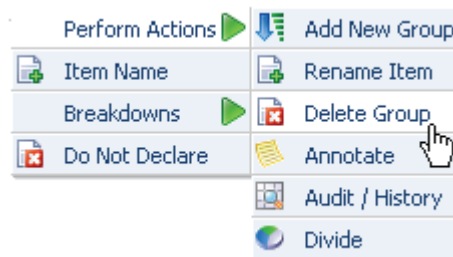 Perform Actions
Item Name
Breakdowns
Do Not Declare
Add New Group
Rename Item
Delete Group
Annotate
Audit / History
Divide